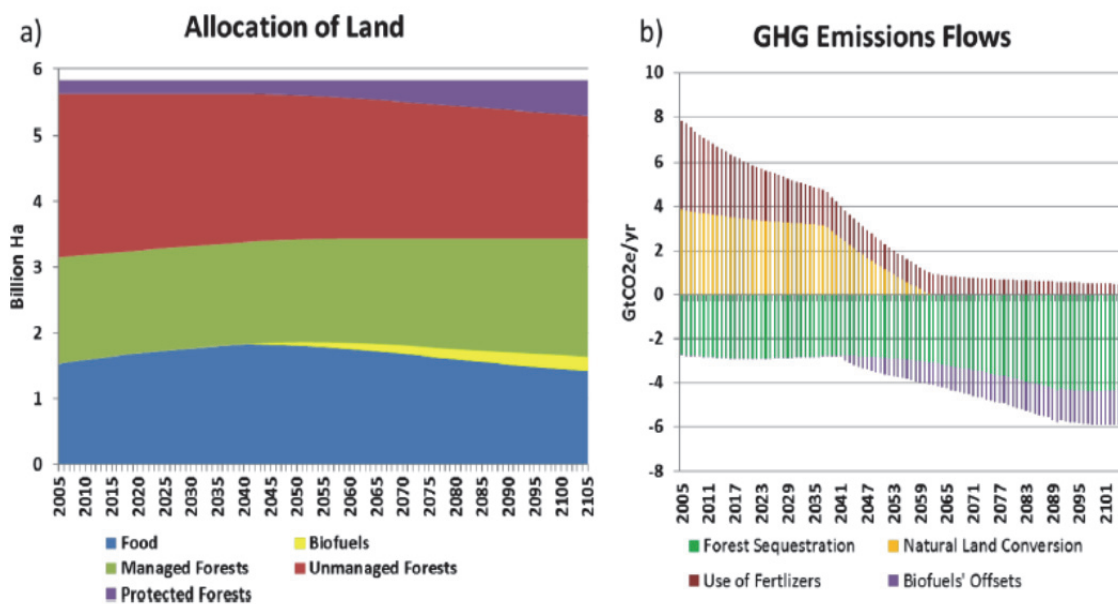 a)
Allocation of Land
Billion Ha
6
5
4
3
2
1
0
2005 2010 2015 2020 2025 2030 2035 2040 2045 2050 2055 2060 2065 2070 2075 2080 2085 2090 2095 2100 2105
Food Biofuels
Managed Forests Unmanaged Forests
Protected Forests
b)
GHG Emissions Flows
GtCO2e/yr
10
8
6
4
2
0
-2
-4
-6
-8
2005 2011 2017 2023 2029 2035 2041 2047 2053 2059 2065 2071 2077 2083 2089 2095 2101
Forest Sequestration Natural Land Conversion
Use of Fertlizers Biofuels' Offsets